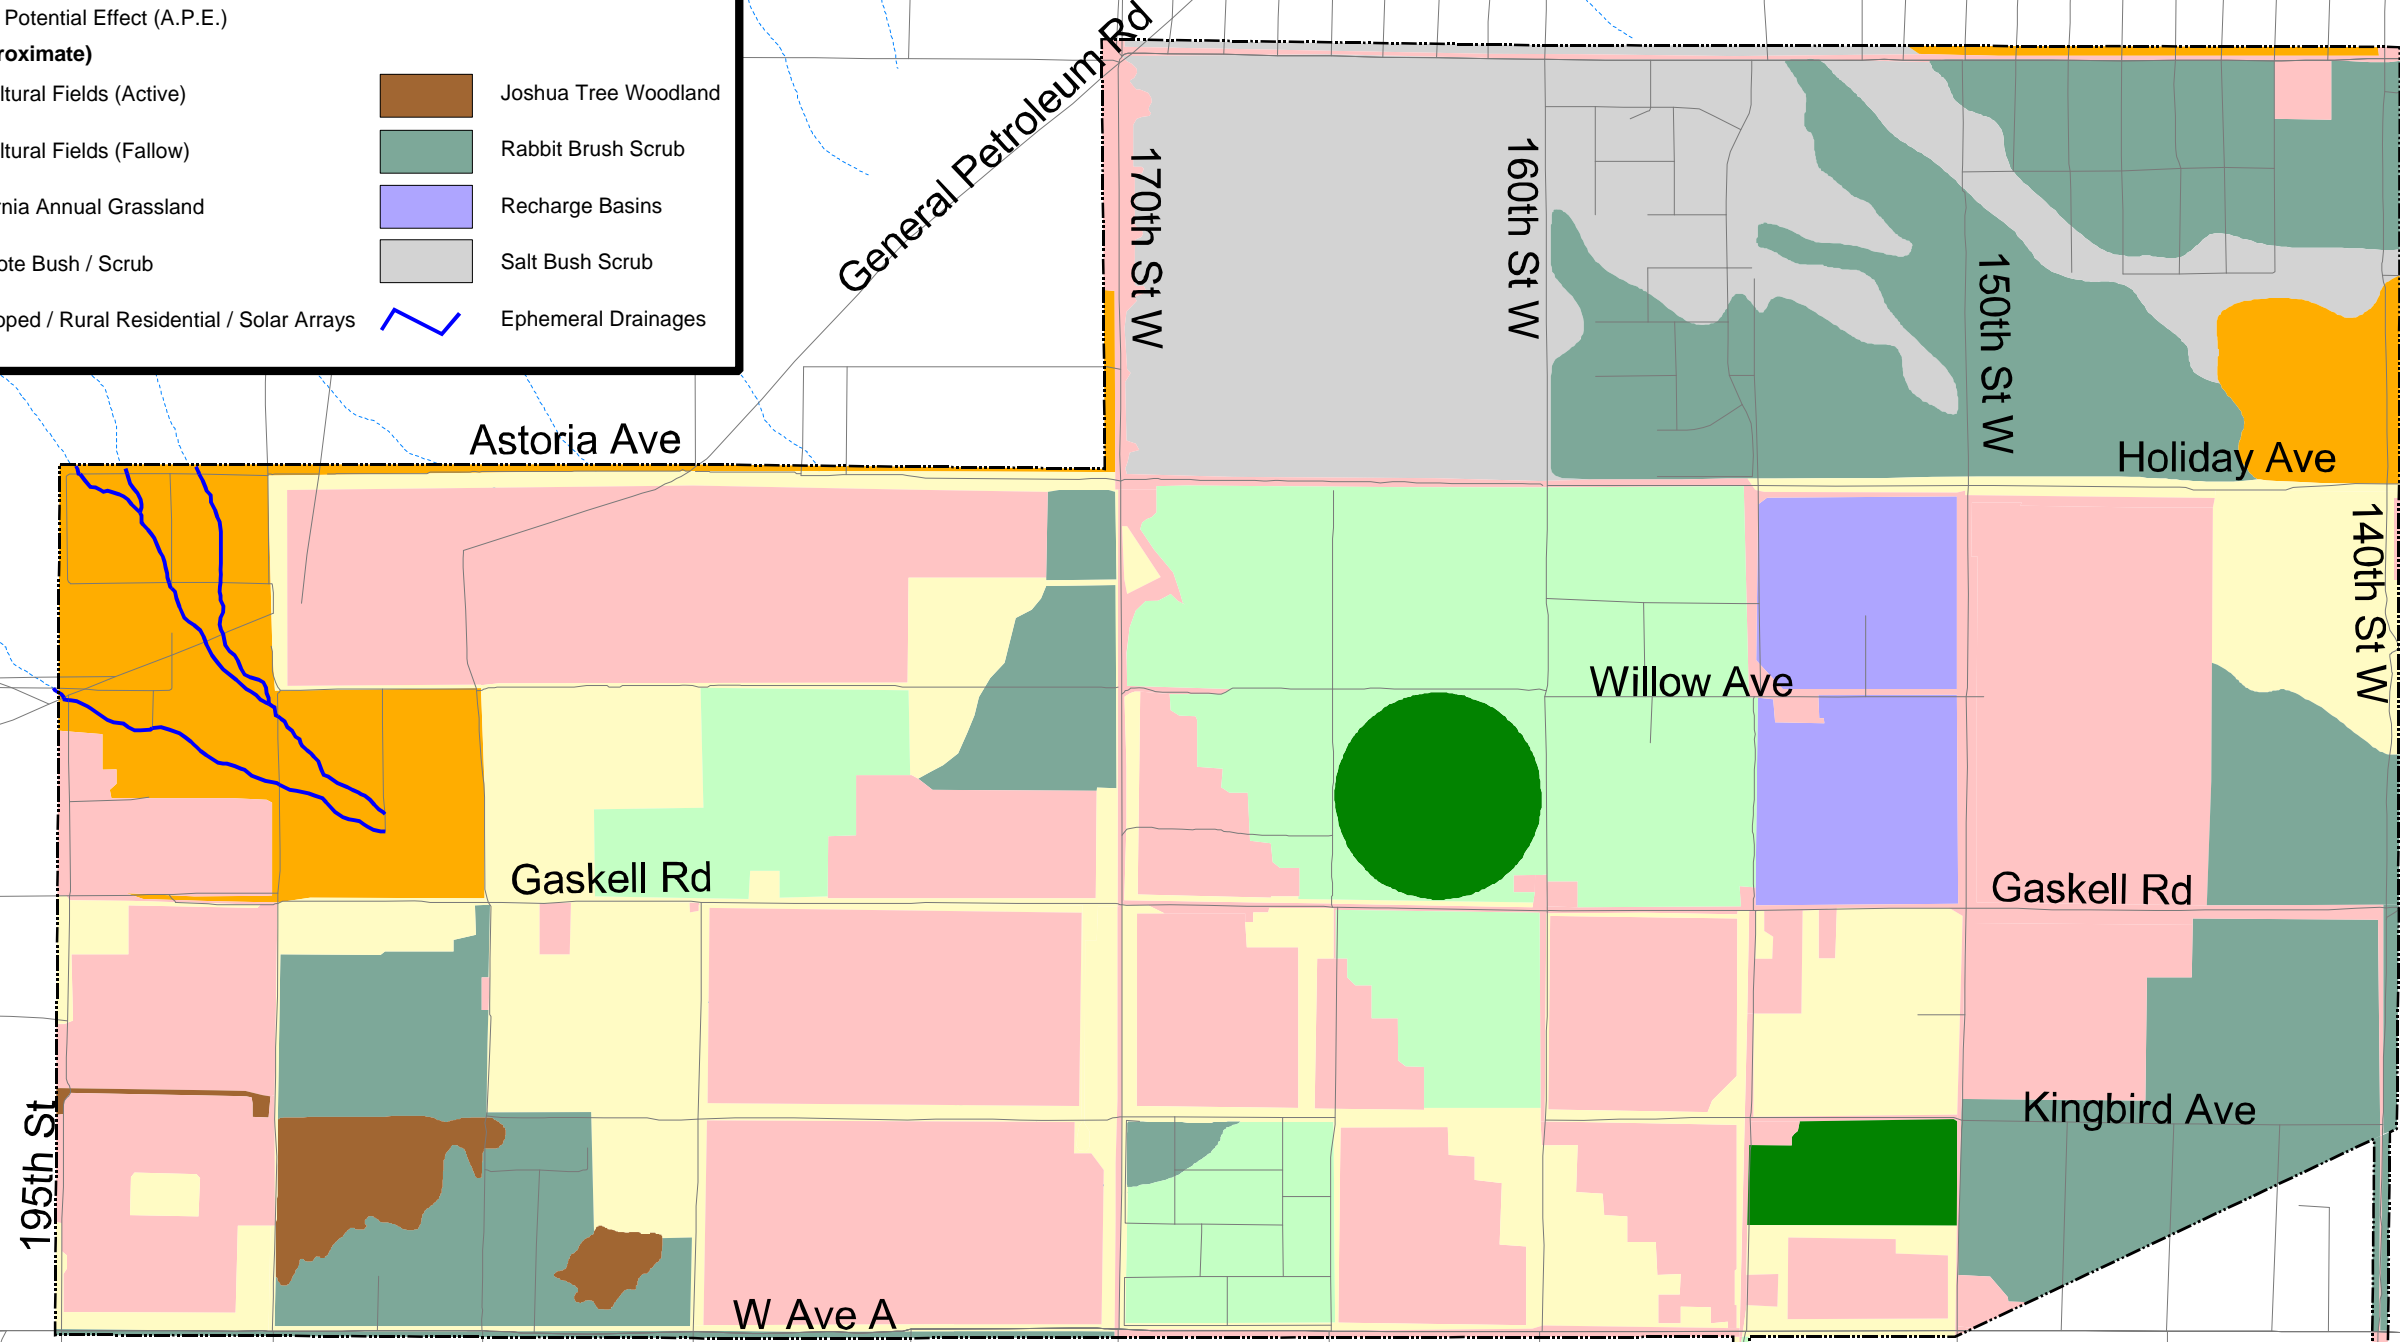 Potential Effect (A.P.E.)
roximate)
ltural Fields (Active)
Joshua Tree Woodland
ltural Fields (Fallow)
Rabbit Brush Scrub
rnia Annual Grassland
Recharge Basins
ote Bush / Scrub
Salt Bush Scrub
oped / Rural Residential / Solar Arrays
Ephemeral Drainages
General Petroleum Rd
170th St W
160th St W
150th St W
Astoria Ave
Holiday Ave
140th St W
Willow Ave
Gaskell Rd
Gaskell Rd
195th St
Kingbird Ave
W Ave A